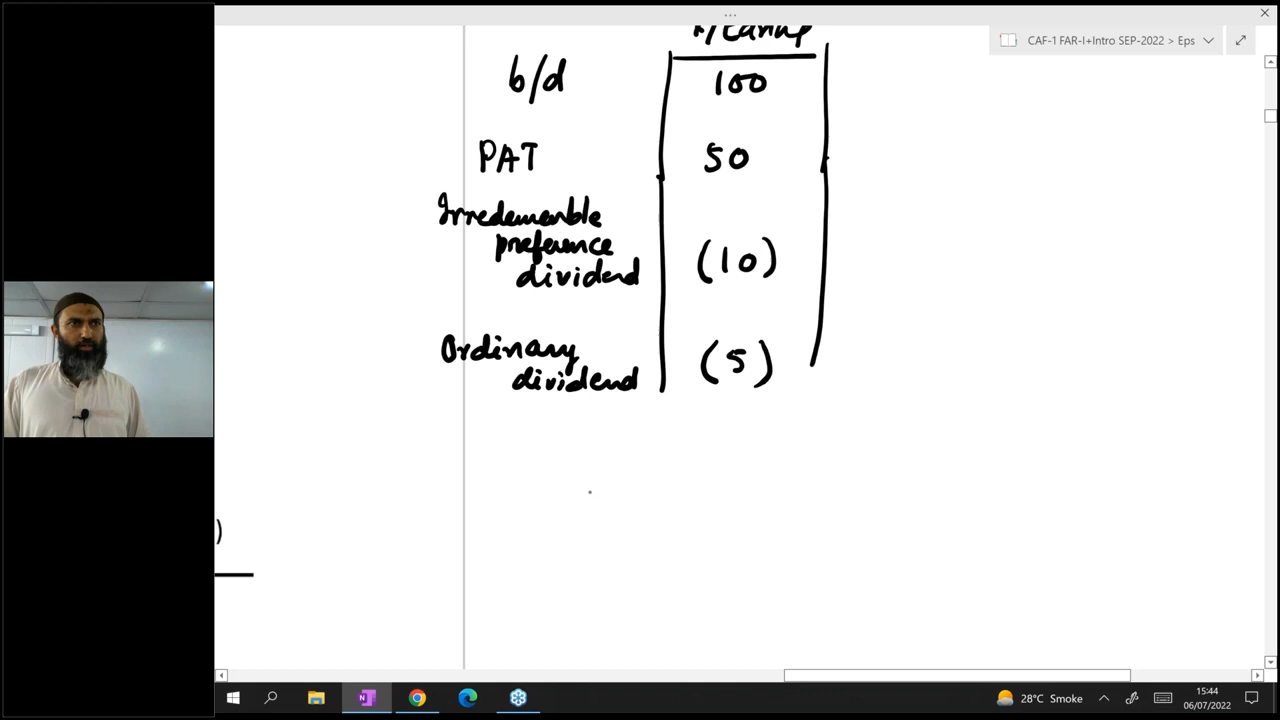 CAF-1 FAR-I+Intro SEP-2022 > Eps
b/d 100
PAT 50
Irredeemable
preference
dividend (10)
Ordinary
dividend (5)
)
28°C Smoke
15:44
06/07/2022